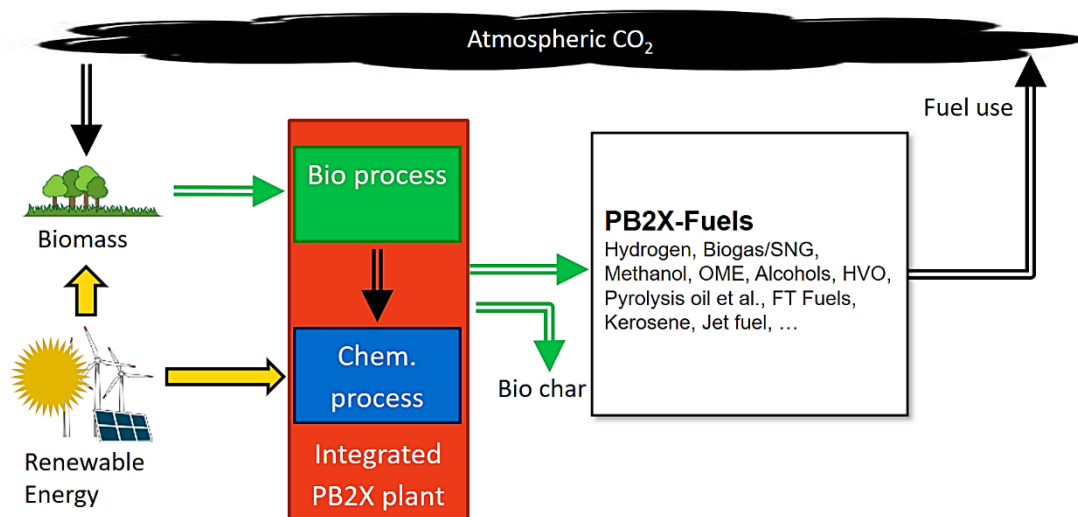 Atmospheric CO₂
Fuel use
Biomass
Bio process
Chem.
process
Integrated
PB2X plant
Renewable
Energy
Bio char
PB2X-Fuels
Hydrogen, Biogas/SNG,
Methanol, OME, Alcohols, HVO,
Pyrolysis oil et al., FT Fuels,
Kerosene, Jet fuel, ...